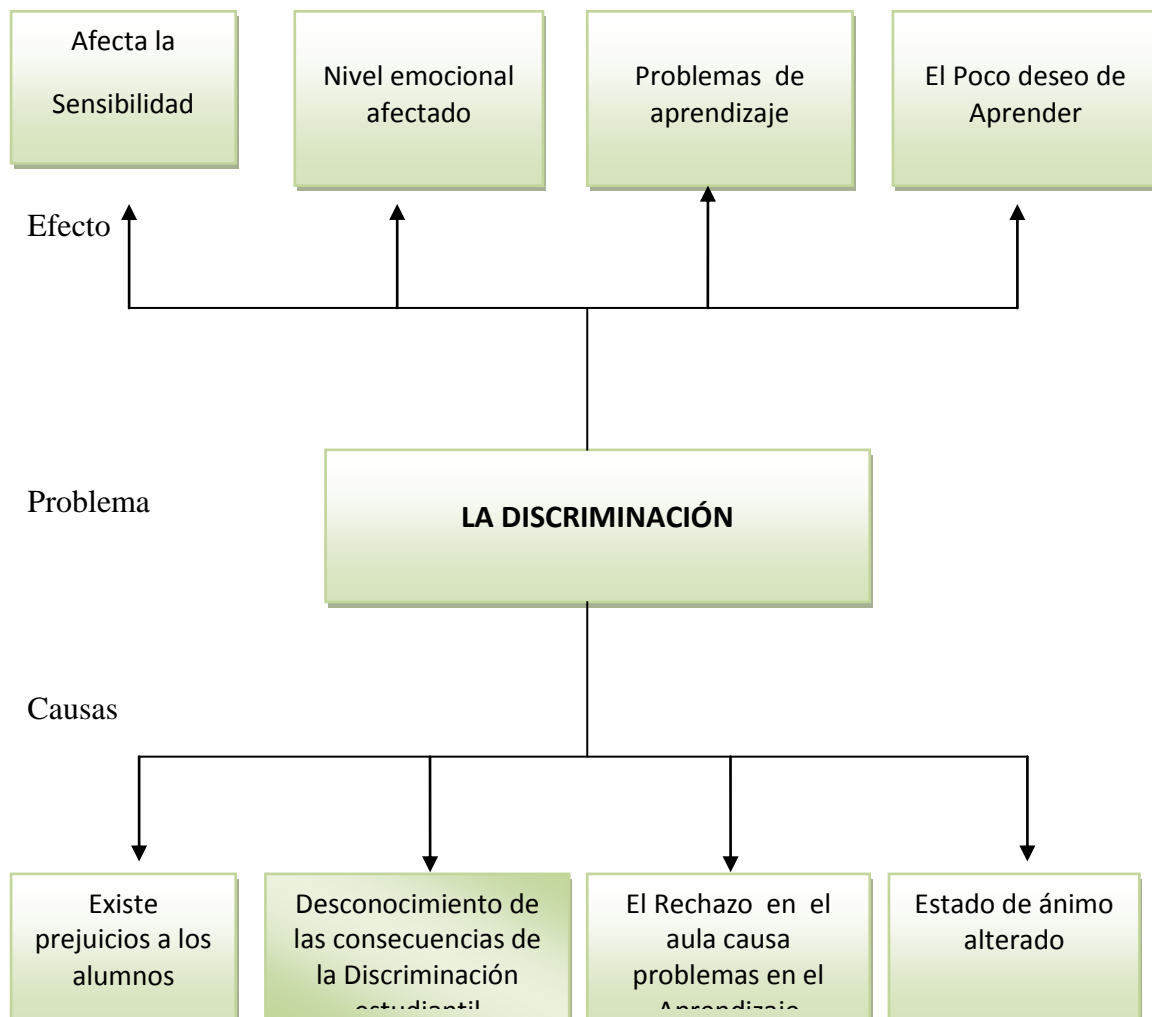 Afecta la
Sensibilidad
Nivel emocional
afectado
Problemas de
aprendizaje
El Poco deseo de
Aprender
Efecto
Problema
LA DISCRIMINACIÓN
Causas
Existe
prejuicios a los
alumnos
Desconocimiento de
las consecuencias de
la Discriminación
estudiantil
El Rechazo en el
aula causa
problemas en el
Aprendizaje
Estado de ánimo
alterado